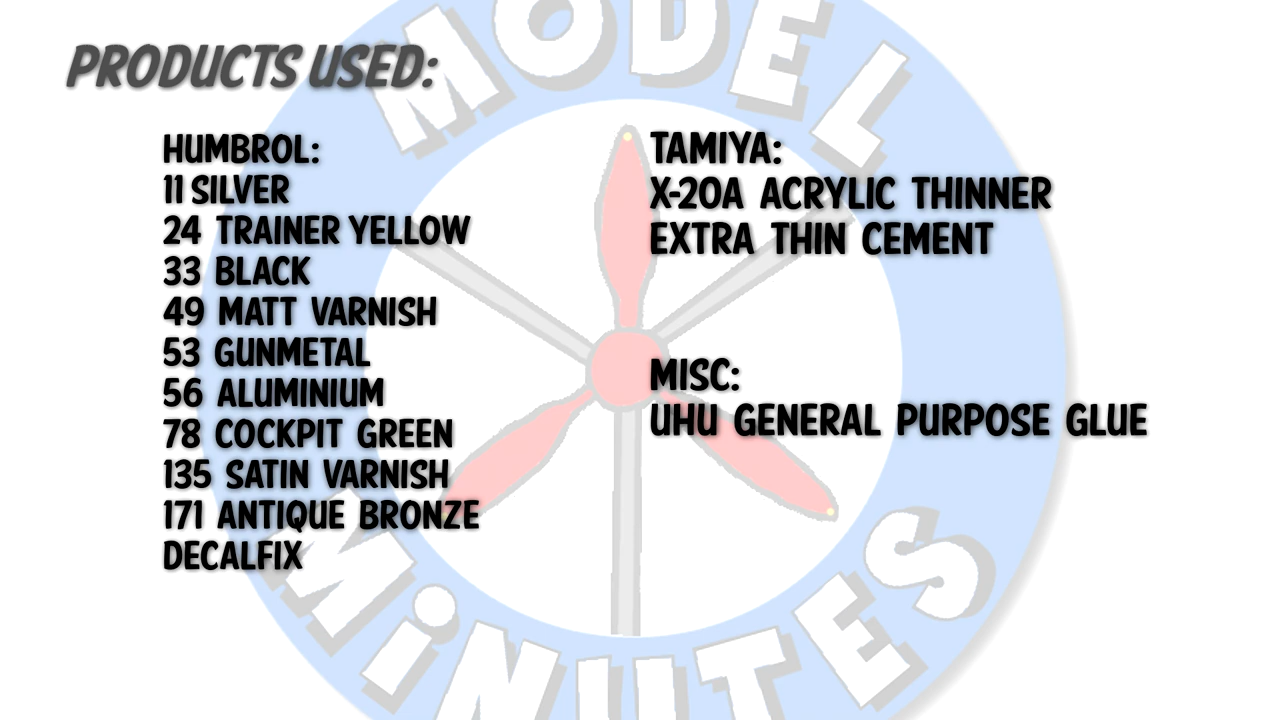 PRODUCTS USED:
HUMBROL:
11 SILVER
24 TRAINER YELLOW
33 BLACK
49 MATT VARNISH
53 GUNMETAL
56 ALUMINIUM
78 COCKPIT GREEN
135 SATIN VARNISH
171 ANTIQUE BRONZE
DECALFIX
TAMIYA:
X-20A ACRYLIC THINNER
EXTRA THIN CEMENT
MISC:
UHU GENERAL PURPOSE GLUE
MODEL
MiNUTES